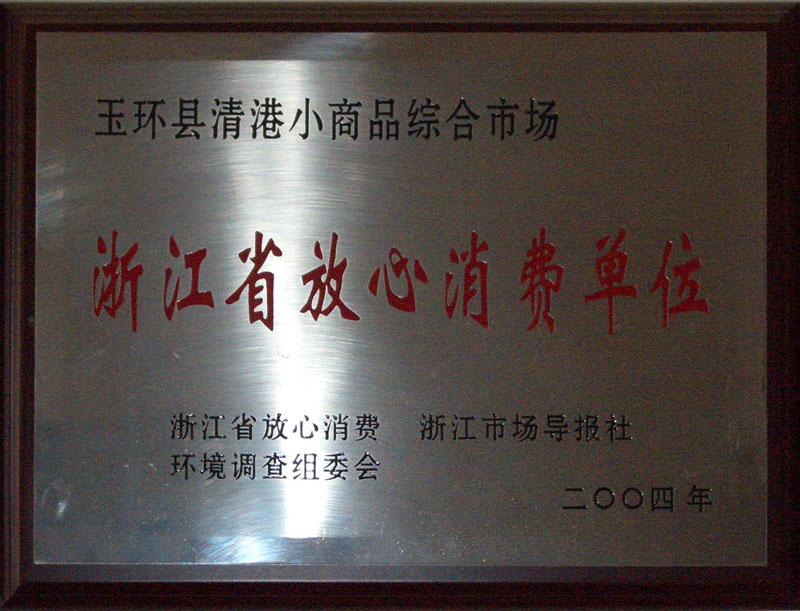 玉环县清港小商品综合市场
浙江省放心消费单位
浙江省放心消费 浙江市场导报社
环境调查组委会
二〇〇四年